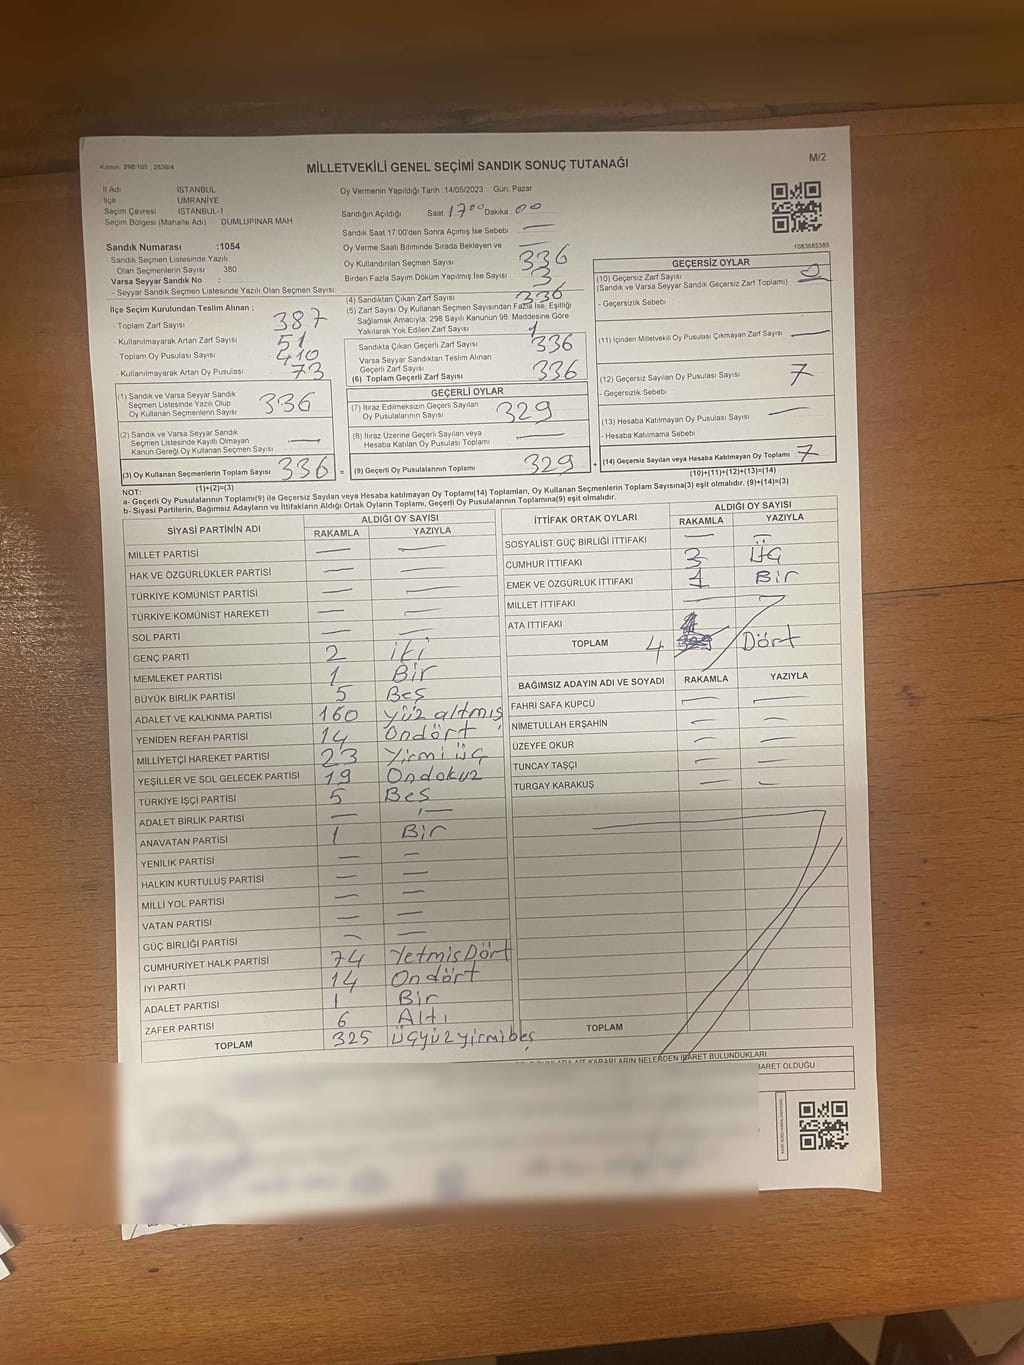 Kanun: 298/105 ; 2839/4
MİLLETVEKİLİ GENEL SEÇİMİ SANDIK SONUÇ TUTANAĞI
M/2
İl Adı İSTANBUL
İlçe ÜMRANİYE
Seçim Çevresi İSTANBUL-1
Seçim Bölgesi (Mahalle Adı) DUMLUPINAR MAH
Sandık Numarası :1054
- Sandık Seçmen Listesinde Yazılı
Olan Seçmenlerin Sayısı 380
Varsa Seyyar Sandık No :
- Seyyar Sandık Seçmen Listesinde Yazılı Olan Seçmen Sayısı:
Oy Vermenin Yapıldığı Tarih :14/05/2023 Gün: Pazar
Sandığın Açıldığı Saat 17 00 Dakika : 00
Sandık Saat 17:00'den Sonra Açılmış İse Sebebi —
Oy Verme Saati Bitiminde Sırada Bekleyen ve —
Oy Kullandırılan Seçmen Sayısı 336
Birden Fazla Sayım Döküm Yapılmış İse Sayısı 3
1083685385
İlçe Seçim Kurulundan Teslim Alınan ;
- Toplam Zarf Sayısı 387
- Kullanılmayarak Artan Zarf Sayısı 51
- Toplam Oy Pusulası Sayısı 410
- Kullanılmayarak Artan Oy Pusulası 73
(4) Sandıktan Çıkan Zarf Sayısı 336
(5) Zarf Sayısı Oy Kullanan Seçmen Sayısından Fazla İse, Eşitliği
Sağlamak Amacıyla; 298 Sayılı Kanunun 98. Maddesine Göre
Yakılarak Yok Edilen Zarf Sayısı
Sandıkta Çıkan Geçerli Zarf Sayısı 336
Varsa Seyyar Sandıktan Teslim Alınan
Geçerli Zarf Sayısı
(6) Toplam Geçerli Zarf Sayısı 336
GEÇERSİZ OYLAR
(10) Geçersiz Zarf Sayısı 0
(Sandık ve Varsa Seyyar Sandık Geçersiz Zarf Toplamı)
- Geçersizlik Sebebi
(11) İçinden Milletvekili Oy Pusulası Çıkmayan Zarf Sayısı —
(12) Geçersiz Sayılan Oy Pusulası Sayısı 7
- Geçersizlik Sebebi
(13) Hesaba Katılmayan Oy Pusulası Sayısı —
- Hesaba Katılmama Sebebi
(14) Geçersiz Sayılan veya Hesaba Katılmayan Oy Toplamı 7
(10)+(11)+(12)+(13)=(14)
(1) Sandık ve Varsa Seyyar Sandık
Seçmen Listesinde Yazılı Olup
Oy Kullanan Seçmenlerin Sayısı 336
(2) Sandık ve Varsa Seyyar Sandık
Seçmen Listesinde Kayıtlı Olmayan
Kanun Gereği Oy Kullanan Seçmen Sayısı —
(3) Oy Kullanan Seçmenlerin Toplam Sayısı 336 =
(1)+(2)=(3)
GEÇERLİ OYLAR
(7) İtiraz Edilmeksizin Geçerli Sayılan
Oy Pusulalarının Sayısı 329
(8) İtiraz Üzerine Geçerli Sayılan veya
Hesaba Katılan Oy Pusulası Toplamı —
(9) Geçerli Oy Pusulalarının Toplamı 329 +
NOT:
a- Geçerli Oy Pusulalarının Toplamı(9) ile Geçersiz Sayılan veya Hesaba katılmayan Oy Toplamı(14) Toplamları, Oy Kullanan Seçmenlerin Toplam Sayısına(3) eşit olmalıdır. (9)+(14)=(3)
b- Siyasi Partilerin, Bağımsız Adayların ve İttifakların Aldığı Ortak Oyların Toplamı, Geçerli Oy Pusulalarının Toplamına(9) eşit olmalıdır.
SİYASİ PARTİNİN ADI ALDIĞI OY SAYISI
RAKAMLA YAZIYLA
MİLLET PARTİSİ — —
HAK VE ÖZGÜRLÜKLER PARTİSİ — —
TÜRKİYE KOMÜNİST PARTİSİ — —
TÜRKİYE KOMÜNİST HAREKETİ — —
SOL PARTİ — —
GENÇ PARTİ 2 iki
MEMLEKET PARTİSİ 1 Bir
BÜYÜK BİRLİK PARTİSİ 5 Beş
ADALET VE KALKINMA PARTİSİ 160 yüz altmış
YENİDEN REFAH PARTİSİ 14 Ondört
MİLLİYETÇİ HAREKET PARTİSİ 23 Yirmi üç
YEŞİLLER VE SOL GELECEK PARTİSİ 19 Ondokuz
TÜRKİYE İŞÇİ PARTİSİ 5 Beş
ADALET BİRLİK PARTİSİ — —
ANAVATAN PARTİSİ 1 Bir
YENİLİK PARTİSİ — —
HALKIN KURTULUŞ PARTİSİ — —
MİLLİ YOL PARTİSİ — —
VATAN PARTİSİ — —
GÜÇ BİRLİĞİ PARTİSİ — —
CUMHURİYET HALK PARTİSİ 74 YetmişDört
İYİ PARTİ 14 Ondört
ADALET PARTİSİ 1 Bir
ZAFER PARTİSİ 6 Altı
TOPLAM 325 üçyüzyirmibeş
İTTİFAK ORTAK OYLARI ALDIĞI OY SAYISI
RAKAMLA YAZIYLA
SOSYALİST GÜÇ BİRLİĞİ İTTİFAKI — —
CUMHUR İTTİFAKI 3 üç
EMEK VE ÖZGÜRLÜK İTTİFAKI 1 Bir
MİLLET İTTİFAKI —
ATA İTTİFAKI
TOPLAM 4 Dört
BAĞIMSIZ ADAYIN ADI VE SOYADI RAKAMLA YAZIYLA
FAHRİ SAFA KÜPCÜ — —
NİMETULLAH ERŞAHİN — —
ÜZEYFE OKUR — —
TUNCAY TAŞÇI — —
TURGAY KARAKUŞ — —
TOPLAM
KARARLARIN NELERDEN İBARET BULUNDUKLARI
İBARET OLDUĞU